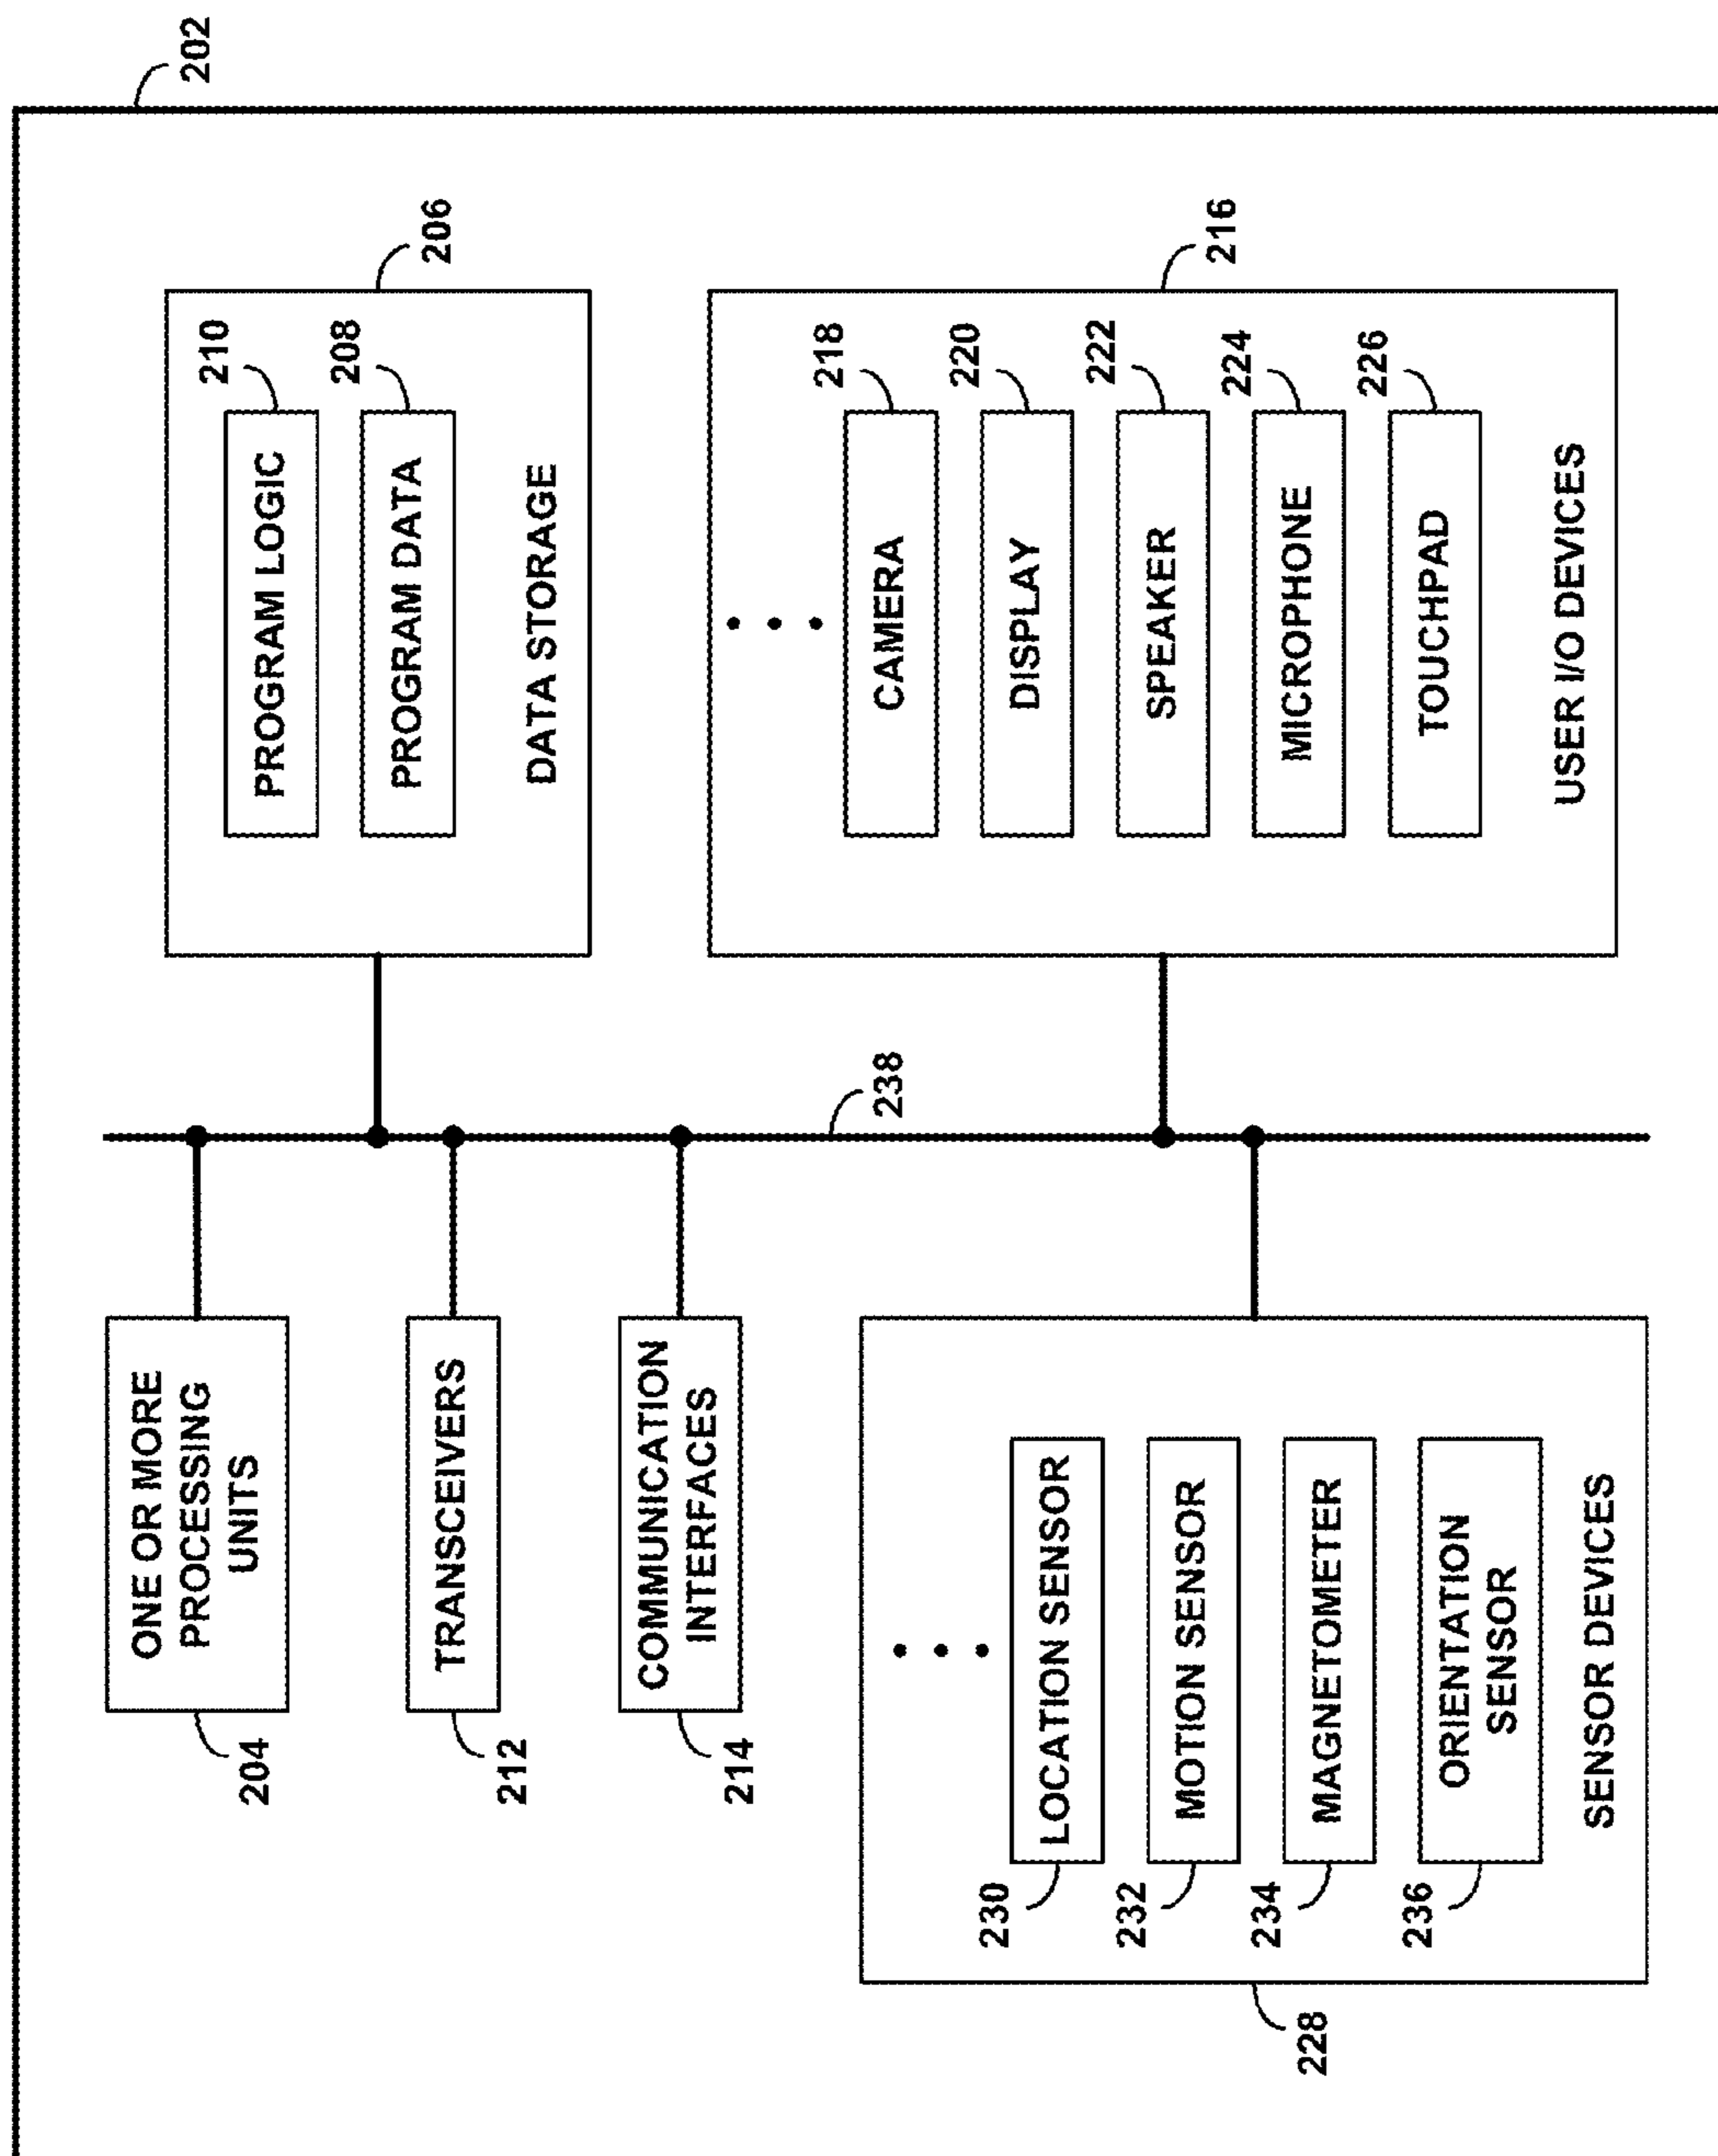 202
ONE OR MORE
PROCESSING
UNITS
204
TRANSCEIVERS
212
COMMUNICATION
INTERFACES
214
230
LOCATION SENSOR
232
MOTION SENSOR
234
MAGNETOMETER
236
ORIENTATION
SENSOR
SENSOR DEVICES
228
238
206
210
PROGRAM LOGIC
208
PROGRAM DATA
DATA STORAGE
216
CAMERA
218
DISPLAY
220
SPEAKER
222
MICROPHONE
224
TOUCHPAD
226
USER I/O DEVICES